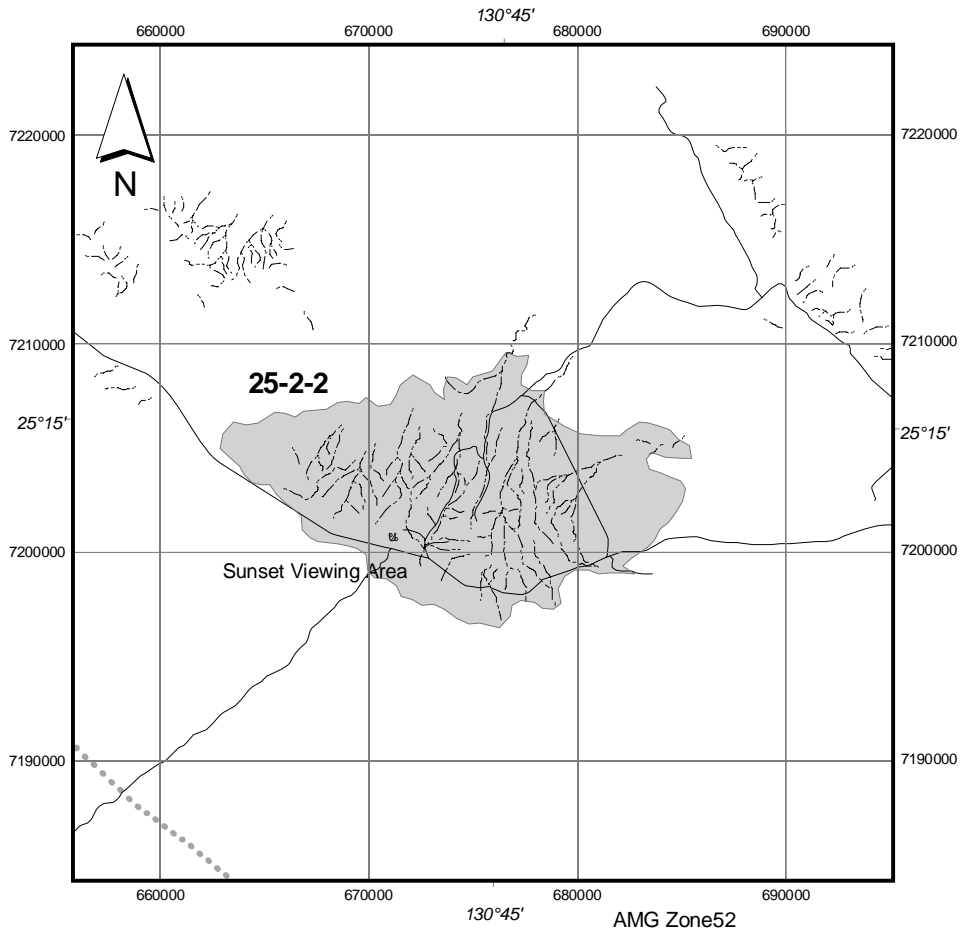 130°45'
660000 670000 680000 690000
N
7220000 7220000
7210000 7210000
25-2-2
25°15' 25°15'
7200000 7200000
Sunset Viewing Area
7190000 7190000
660000 670000 680000 690000
130°45'
AMG Zone52